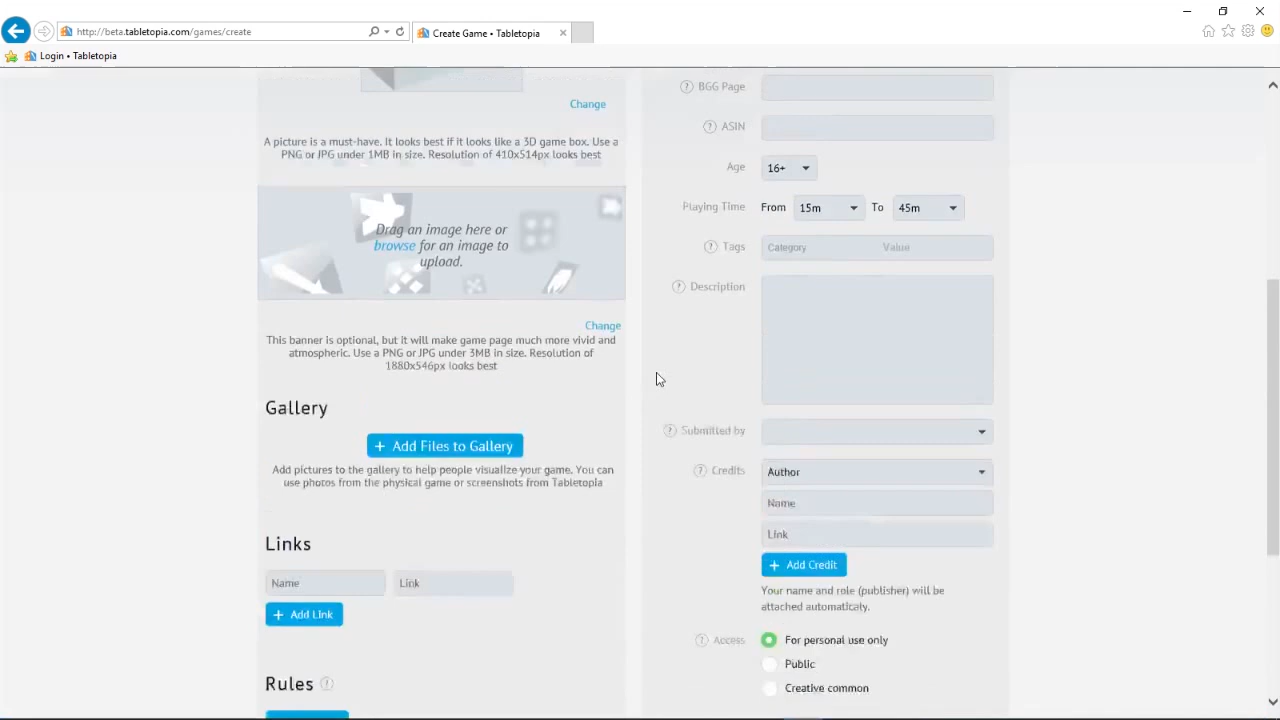 http://beta.tabletopia.com/games/create
Create Game • Tabletopia
Login • Tabletopia
Change
A picture is a must-have. It looks best if it looks like a 3D game box. Use a
PNG or JPG under 1MB in size. Resolution of 410x514px looks best
Drag an image here or
browse for an image to
upload.
Change
This banner is optional, but it will make game page much more vivid and
atmospheric. Use a PNG or JPG under 3MB in size. Resolution of
1880x546px looks best
Gallery
+ Add Files to Gallery
Add pictures to the gallery to help people visualize your game. You can
use photos from the physical game or screenshots from Tabletopia
Links
Name Link
+ Add Link
Rules ?
? BGG Page
? ASIN
Age 16+
Playing Time From 15m To 45m
? Tags Category Value
? Description
? Submitted by
? Credits Author
Name
Link
+ Add Credit
Your name and role (publisher) will be
attached automaticaty.
? Access For personal use only
Public
Creative common